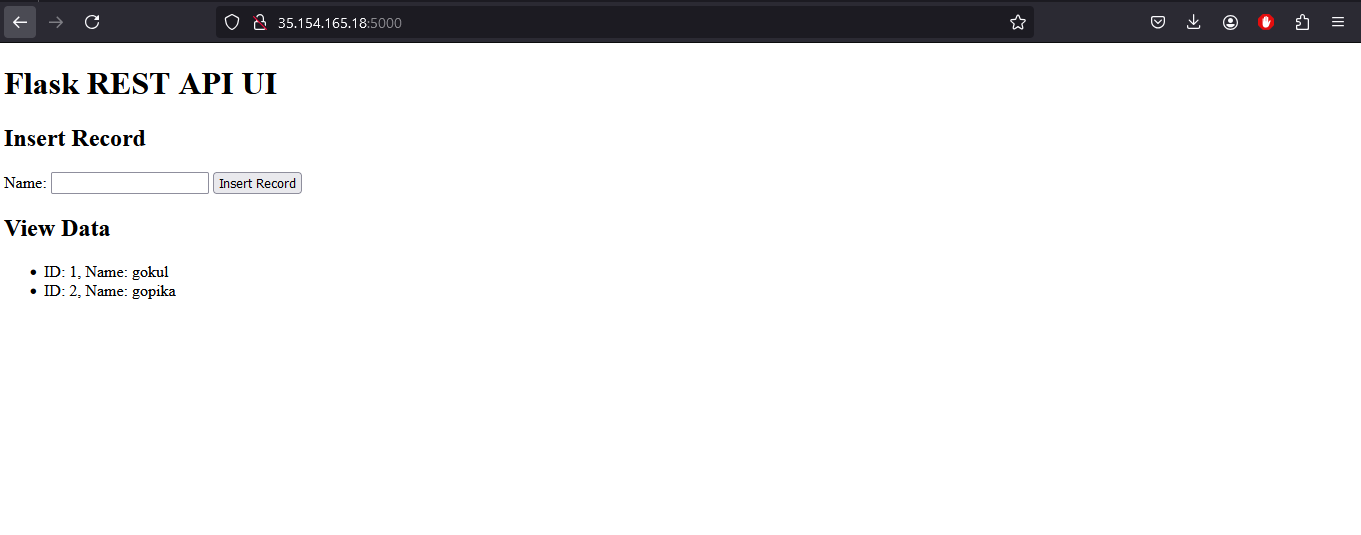 35.154.165.18:5000
Flask REST API UI
Insert Record
Name: Insert Record
View Data
ID: 1, Name: gokul
ID: 2, Name: gopika